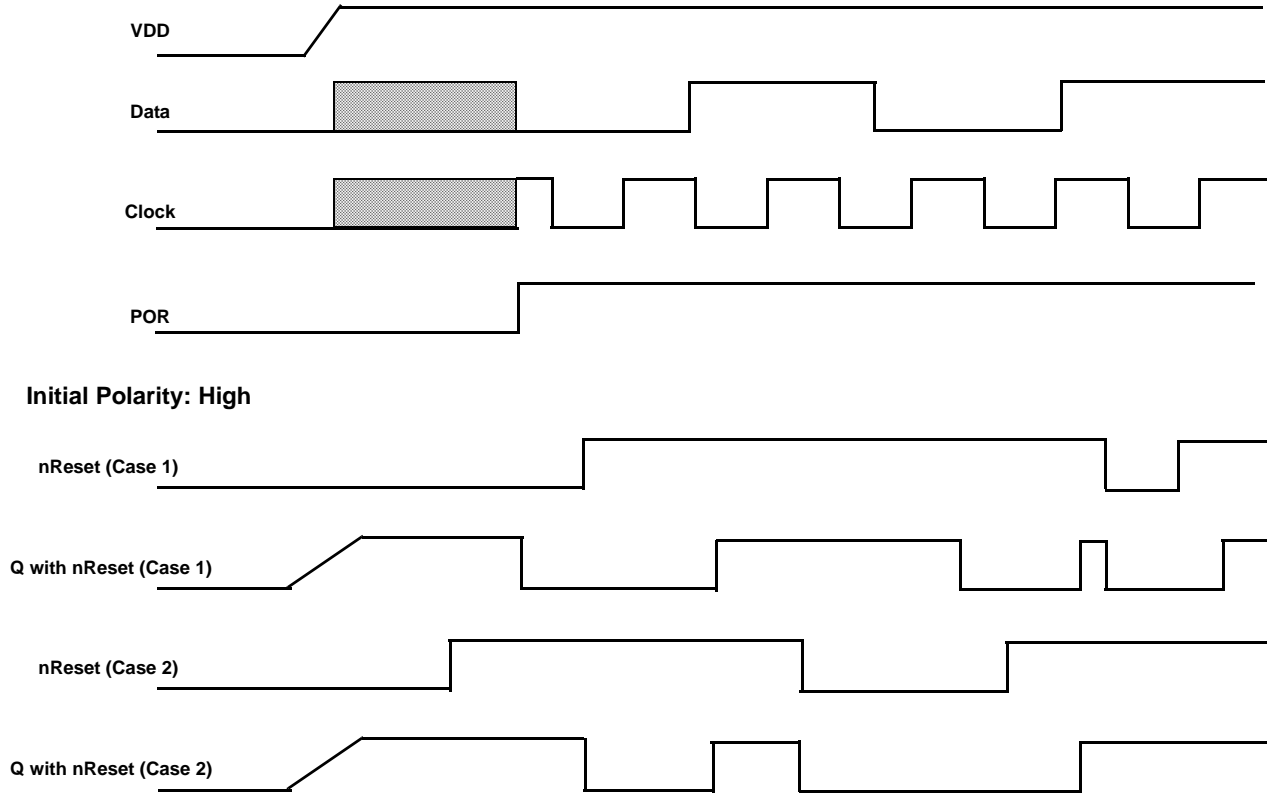 VDD
Data
Clock
POR
Initial Polarity: High
nReset (Case 1)
Q with nReset (Case 1)
nReset (Case 2)
Q with nReset (Case 2)